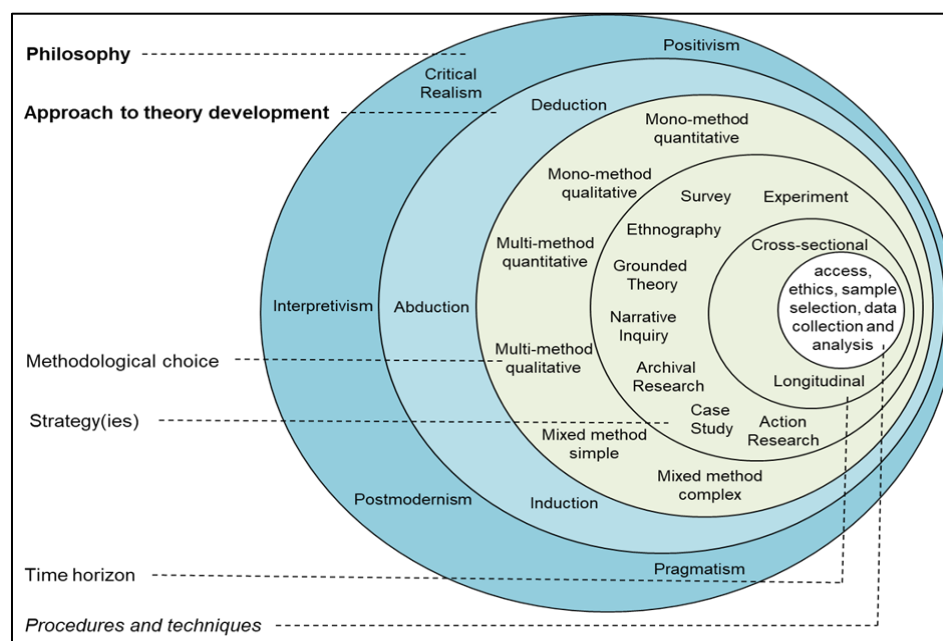 Philosophy
Positivism
Critical
Realism
Approach to theory development
Deduction
Mono-method
quantitative
Mono-method
qualitative
Survey
Experiment
Ethnography
Multi-method
quantitative
Cross-sectional
Grounded
Theory
access,
ethics, sample
selection, data
collection and
analysis
Interpretivism
Abduction
Narrative
Inquiry
Methodological choice
Multi-method
qualitative
Archival
Research
Longitudinal
Strategy(ies)
Case
Study
Action
Research
Mixed method
simple
Mixed method
complex
Postmodernism
Induction
Pragmatism
Time horizon
Procedures and techniques